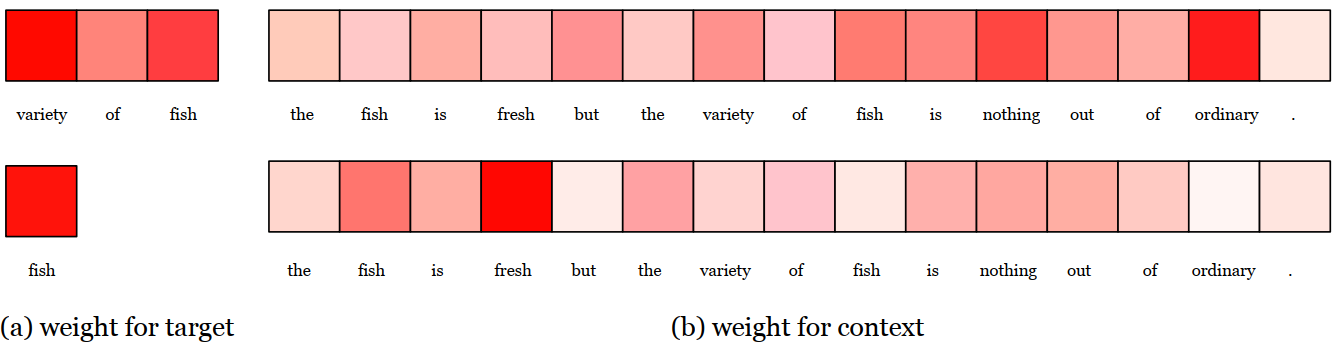 variety of fish the fish is fresh but the variety of fish is nothing out of ordinary .
fish the fish is fresh but the variety of fish is nothing out of ordinary .
(a) weight for target (b) weight for context